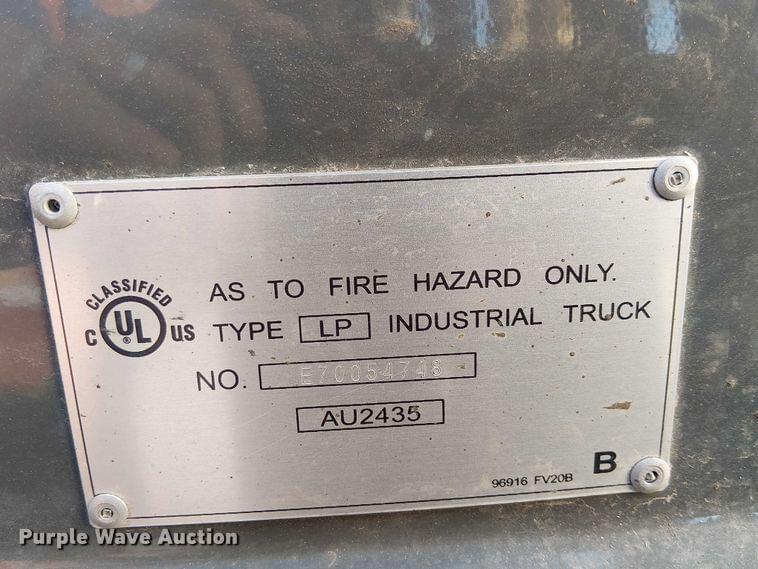 CLASSIFIED
C UL® US
AS TO FIRE HAZARD ONLY.
TYPE LP INDUSTRIAL TRUCK
NO. E70054748
AU2435
96916 FV20B B
Purple Wave Auction